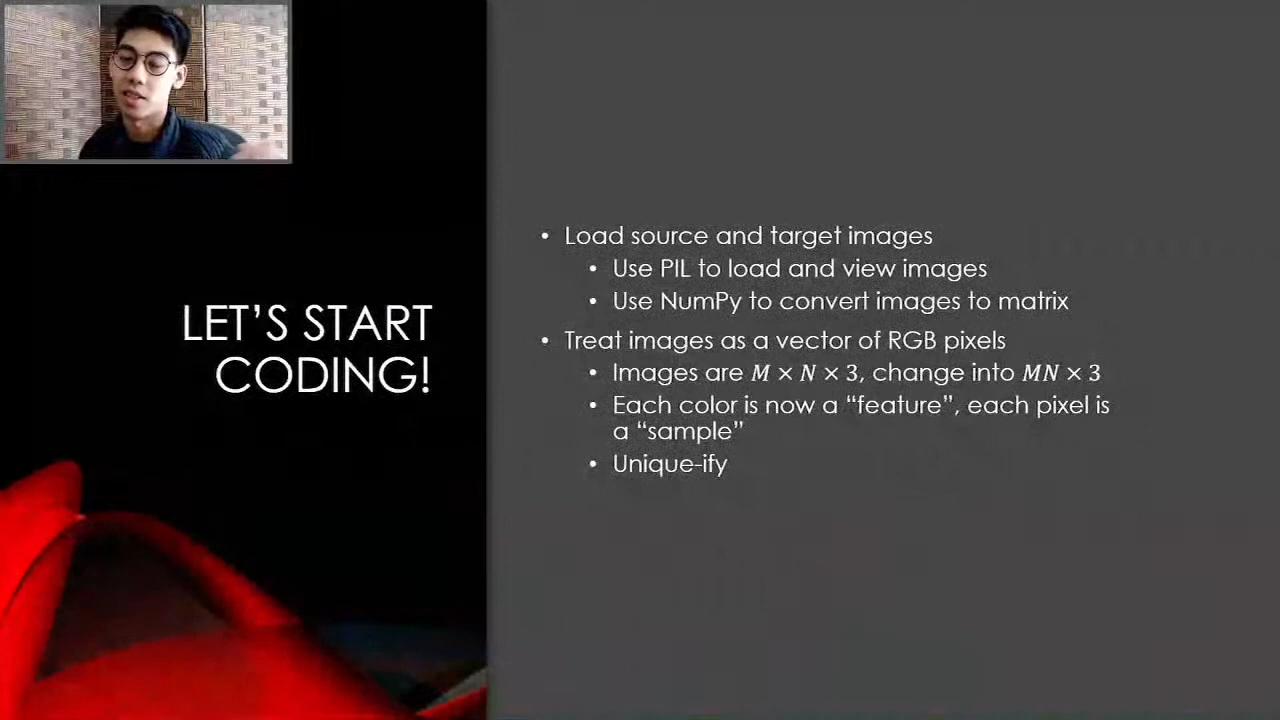 LET'S START
CODING!
• Load source and target images
• Use PIL to load and view images
• Use NumPy to convert images to matrix
• Treat images as a vector of RGB pixels
• Images are M × N × 3, change into MN × 3
• Each color is now a “feature”, each pixel is
a “sample”
• Unique-ify